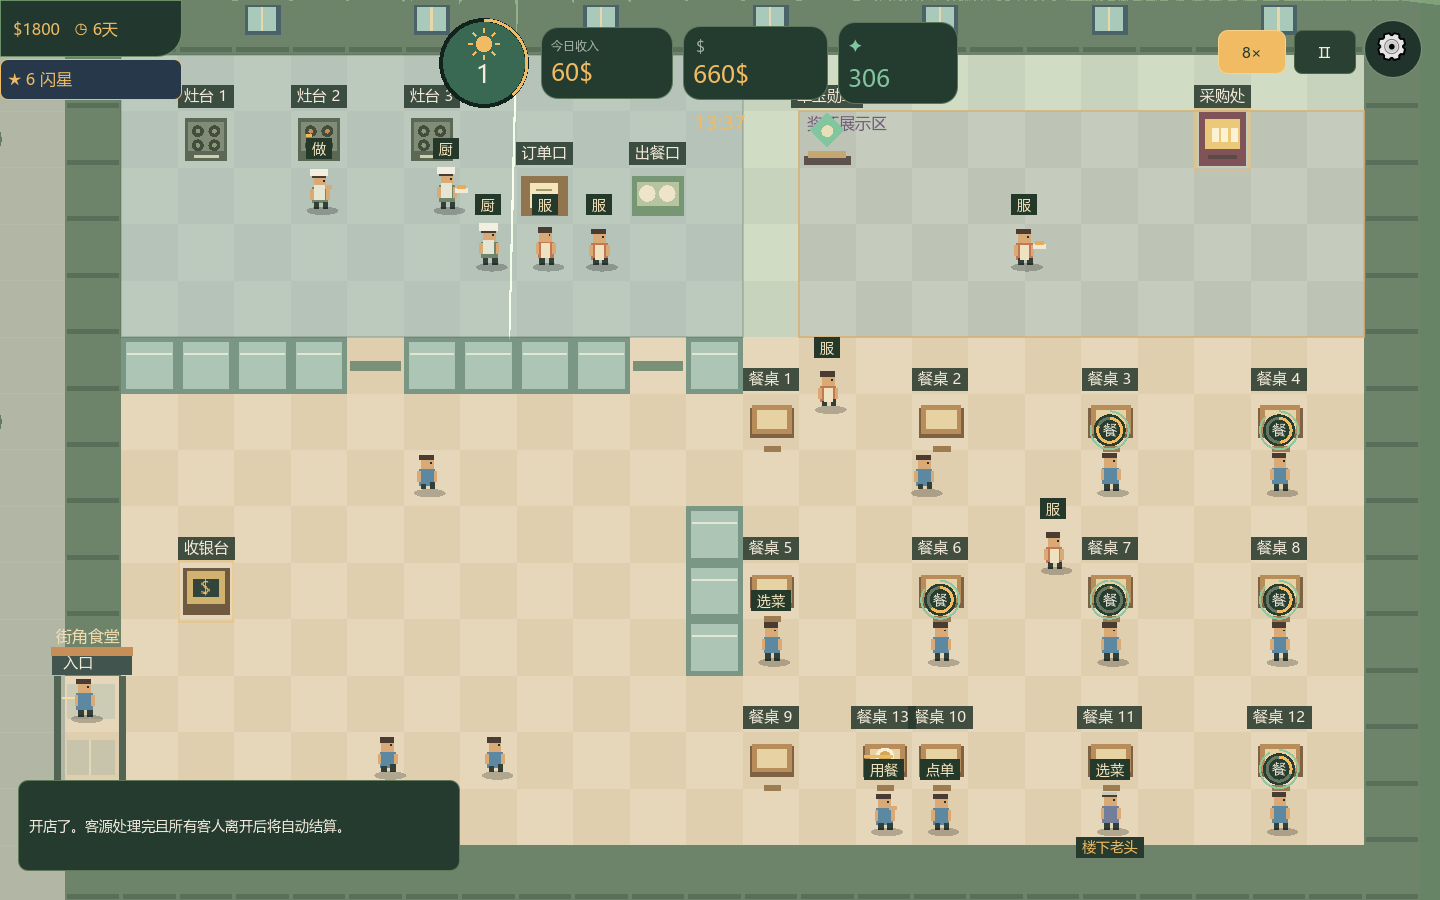 $1800 6天
★ 6 闪星
1
今日收入
60$
$
660$
✦
306
8×
II
灶台 1
灶台 2
灶台 3
采购处
13:37
展示区
做
厨
订单口
出餐口
厨
服
服
服
服
餐桌 1
餐桌 2
餐桌 3
餐桌 4
餐
餐
服
收银台
$
餐桌 5
餐桌 6
餐桌 7
餐桌 8
选菜
餐
餐
餐
街角食堂
入口
餐桌 9
餐桌 13
餐桌 10
餐桌 11
餐桌 12
用餐
点单
选菜
餐
楼下老头
开店了。客源处理完且所有客人离开后将自动结算。